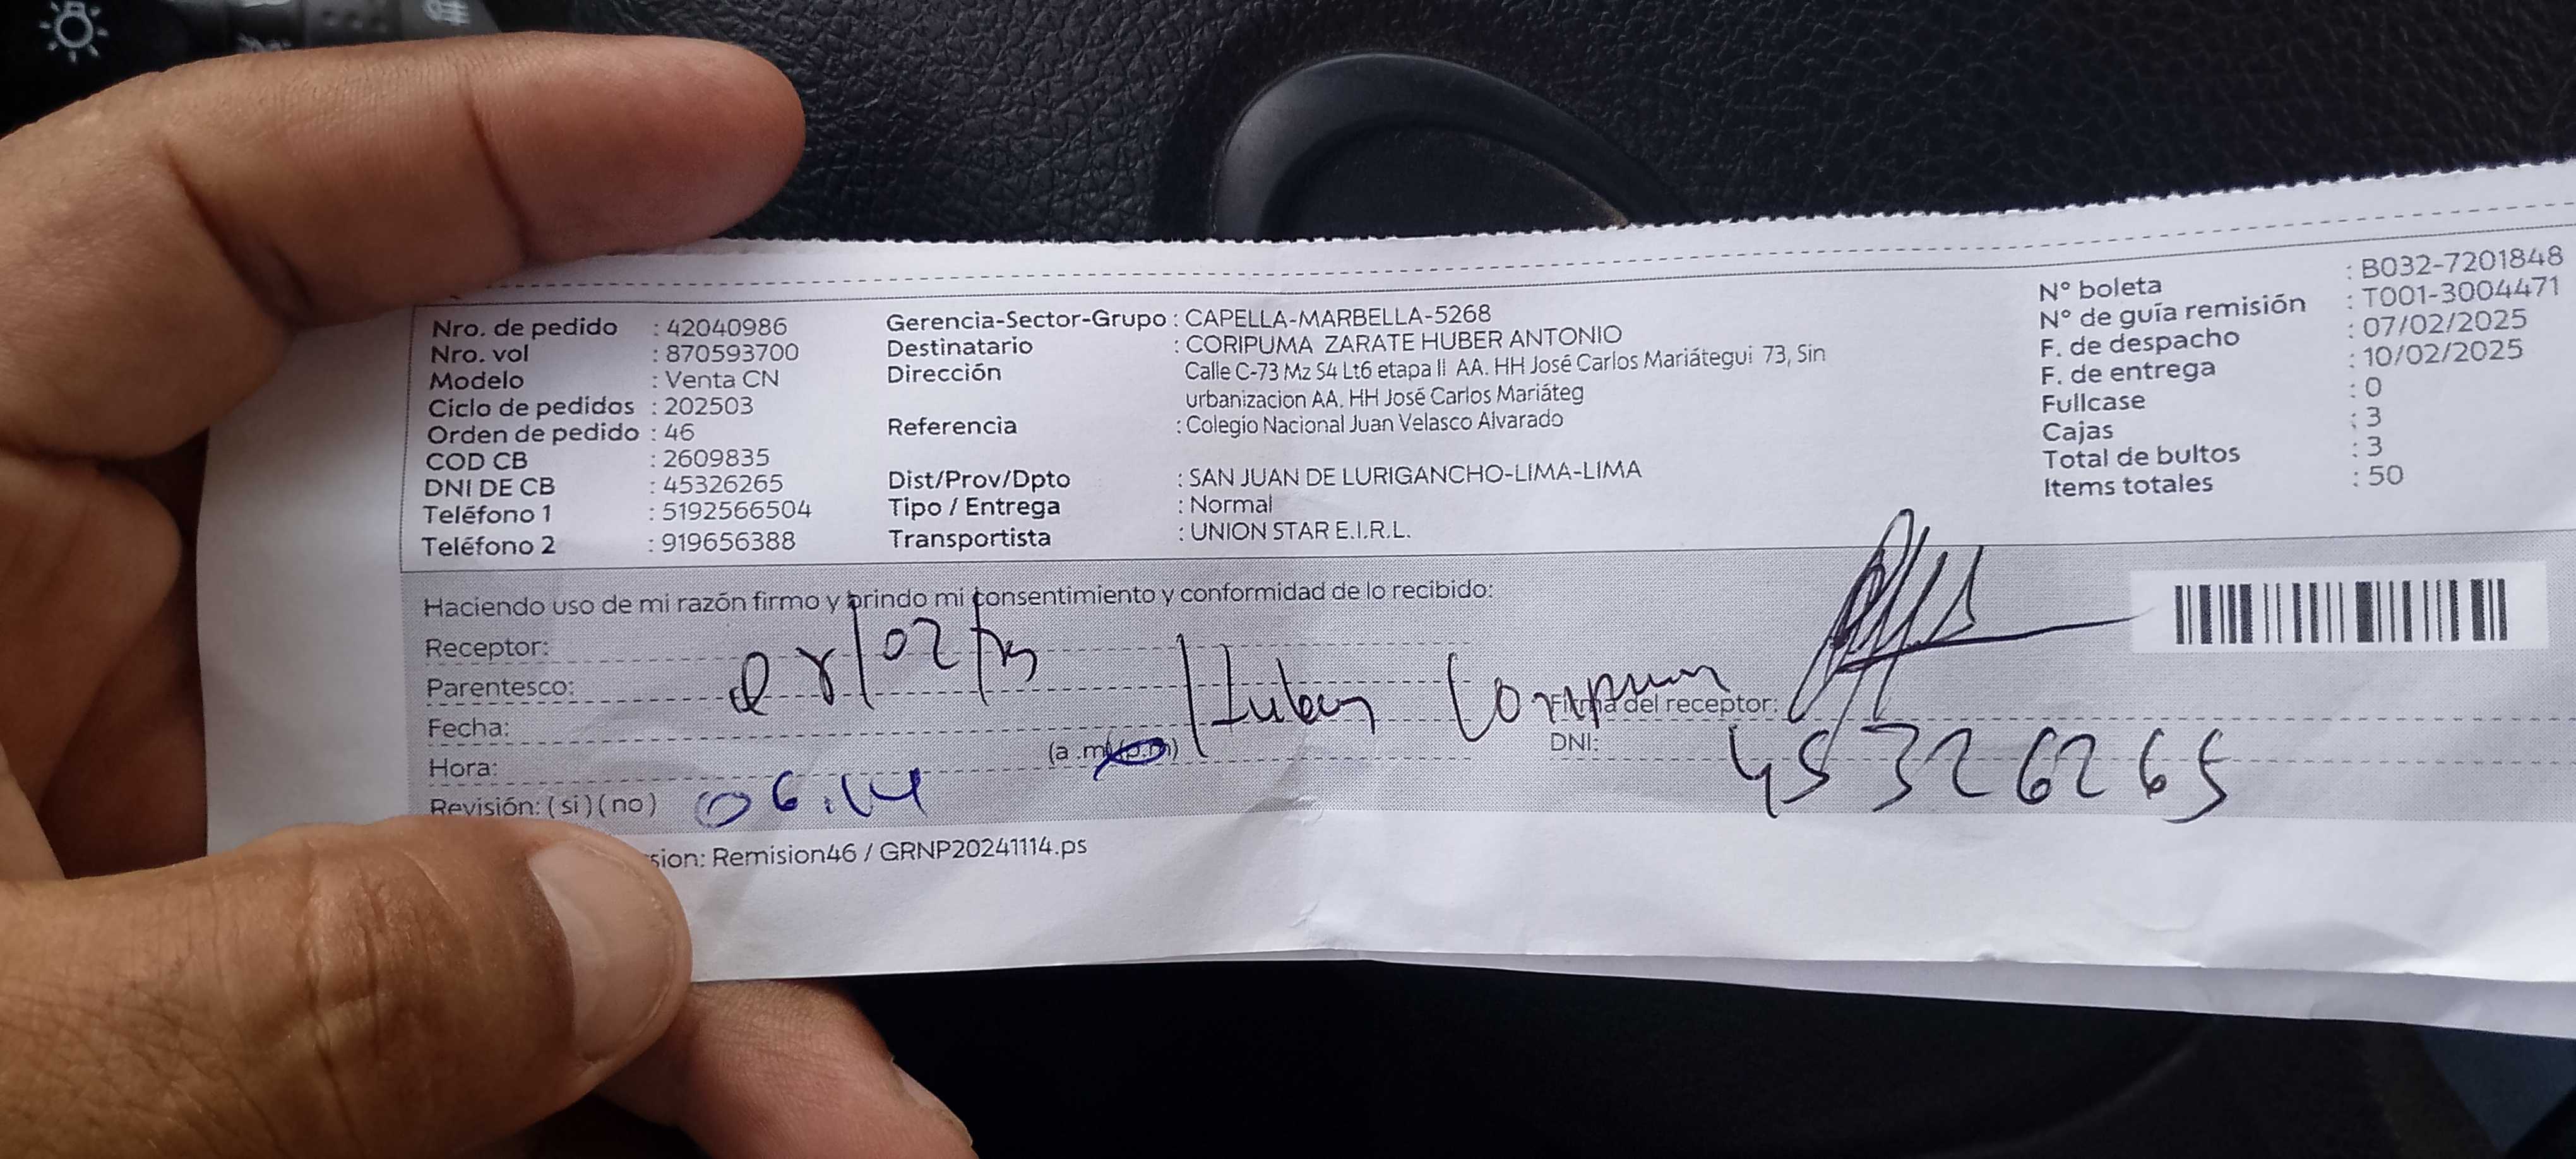 Nro. de pedido : 42040986
Nro. vol : 870593700
Modelo : Venta CN
Ciclo de pedidos : 202503
Orden de pedido : 46
COD CB : 2609835
DNI DE CB : 45326265
Teléfono 1 : 5192566504
Teléfono 2 : 919656388
Gerencia-Sector-Grupo : CAPELLA-MARBELLA-5268
Destinatario : CORIPUMA ZARATE HUBER ANTONIO
Dirección Calle C-73 Mz S4 Lt6 etapa II AA. HH José Carlos Mariátegui 73, Sin
urbanizacion AA. HH José Carlos Mariáteg
Referencia : Colegio Nacional Juan Velasco Alvarado
Dist/Prov/Dpto : SAN JUAN DE LURIGANCHO-LIMA-LIMA
Tipo / Entrega : Normal
Transportista : UNION STAR E.I.R.L.
N° boleta : B032-7201848
N° de guía remisión : T001-3004471
F. de despacho : 07/02/2025
F. de entrega : 10/02/2025
Fullcase : 0
Cajas : 3
Total de bultos : 3
Items totales : 50
Haciendo uso de mi razón firmo y brindo mi consentimiento y conformidad de lo recibido:
Receptor:
Parentesco:
Fecha:
Hora: (a.m)(p.m)
Revisión: (si)(no) 06:14
Firma del receptor:
DNI: 45326265
sion: Remision46 / GRNP20241114.ps